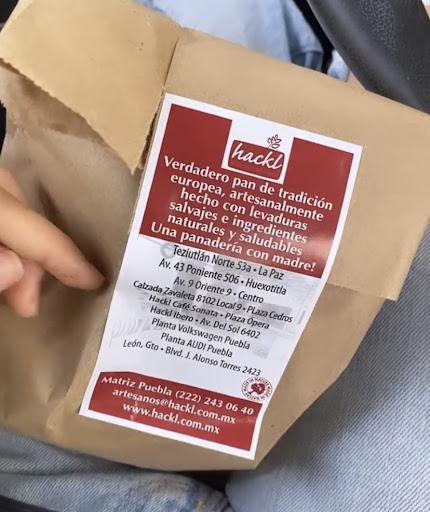 hackl
Verdadero pan de tradición
europea, artesanalmente
hecho con levaduras
salvajes e ingredientes
naturales y saludables
Una panadería con madre!
Teziutlán Norte 53a • La Paz
Av. 43 Poniente 506 • Huexotitla
Av. 9 Oriente 9 • Centro
Calzada Zavaleta 8102 Local 9 • Plaza Cedros
Hackl Café Sonata • Plaza Ópera
Hackl Ibero • Av. Del Sol 6402
Planta Volkswagen Puebla
Planta AUDI Puebla
León, Gto • Blvd. J. Alonso Torres 2423
Matriz Puebla (222) 243 06 40
artesanos@hackl.com.mx
www.hackl.com.mx